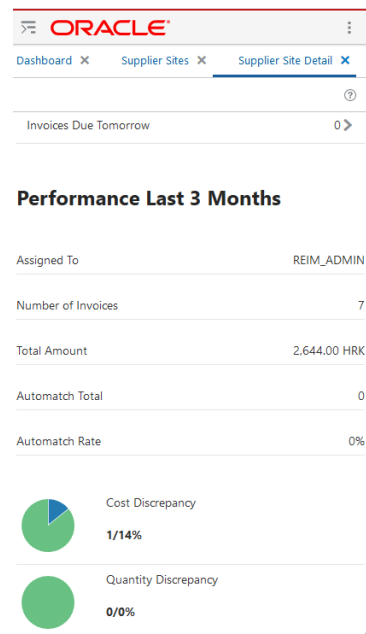 ORACLE
Dashboard Supplier Sites Supplier Site Detail
Invoices Due Tomorrow 0
Performance Last 3 Months
Assigned To REIM_ADMIN
Number of Invoices 7
Total Amount 2,644.00 HRK
Automatch Total 0
Automatch Rate 0%
Cost Discrepancy
1/14%
Quantity Discrepancy
0/0%